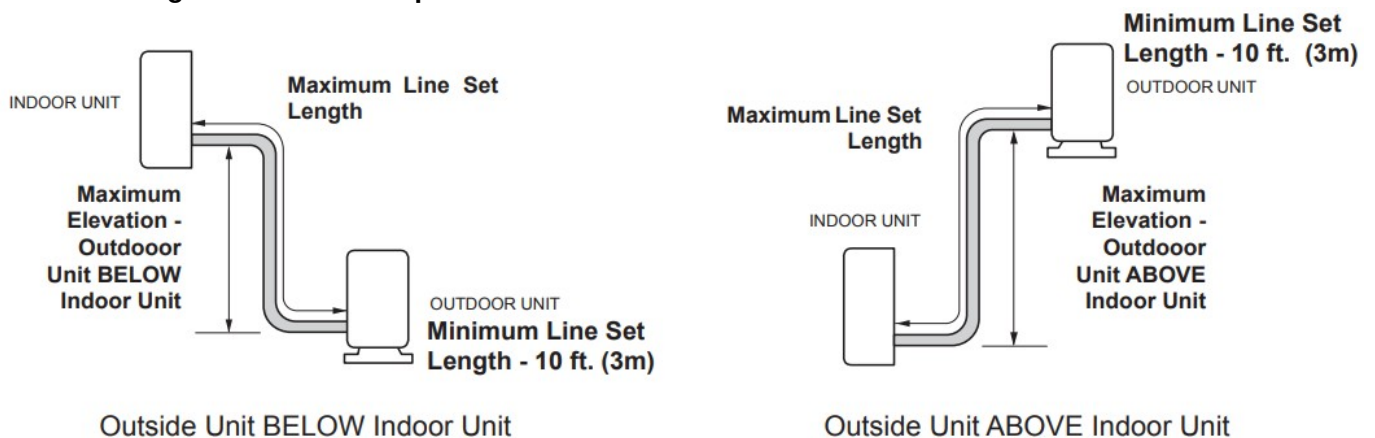 INDOOR UNIT
Maximum Line Set
Length
Maximum
Elevation -
Outdooor
Unit BELOW
Indoor Unit
OUTDOOR UNIT
Minimum Line Set
Length - 10 ft. (3m)
Outside Unit BELOW Indoor Unit
Minimum Line Set
Length - 10 ft. (3m)
OUTDOOR UNIT
Maximum Line Set
Length
INDOOR UNIT
Maximum
Elevation -
Outdooor
Unit ABOVE
Indoor Unit
Outside Unit ABOVE Indoor Unit